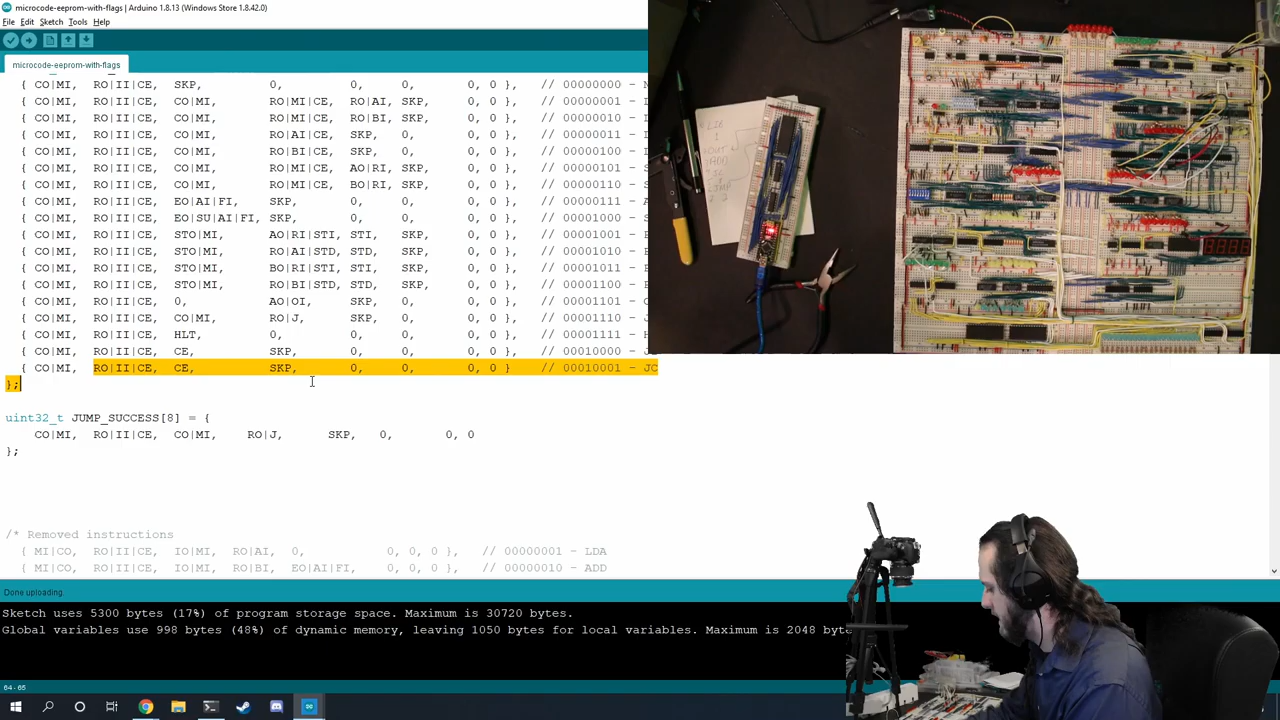 microcode-eeprom-with-flags | Arduino 1.8.13 (Windows Store 1.8.42.0)
File Edit Sketch Tools Help
microcode-eeprom-with-flags
{ CO|MI, RO|II|CE, SKP, 0, 0, 0, 0, 0 }, // 00000000 - N
{ CO|MI, RO|II|CE, CO|MI, RO|MI|CE, RO|AI, SKP, 0, 0 }, // 00000001 - L
{ CO|MI, RO|II|CE, CO|MI, RO|MI|CE, RO|BI, SKP, 0, 0 }, // 00000010 - L
{ CO|MI, RO|II|CE, CO|MI, RO|AI|CE, SKP, 0, 0, 0 }, // 00000011 - L
{ CO|MI, RO|II|CE, CO|MI, RO|BI|CE, SKP, 0, 0, 0 }, // 00000100 - L
{ CO|MI, RO|II|CE, CO|MI, RO|MI|CE, AO|RI, SKP, 0, 0 }, // 00000101 - S
{ CO|MI, RO|II|CE, CO|MI, RO|MI|CE, BO|RI, SKP, 0, 0 }, // 00000110 - S
{ CO|MI, RO|II|CE, EO|AI|FI, SKP, 0, 0, 0, 0 }, // 00000111 - A
{ CO|MI, RO|II|CE, EO|SU|AI|FI, SKP, 0, 0, 0, 0 }, // 00001000 - S
{ CO|MI, RO|II|CE, STO|MI, AO|RI|STI, STI, SKP, 0, 0 }, // 00001001 - P
{ CO|MI, RO|II|CE, STO|MI, RO|AI|STD, STD, SKP, 0, 0 }, // 00001010 - P
{ CO|MI, RO|II|CE, STO|MI, BO|RI|STI, STI, SKP, 0, 0 }, // 00001011 - P
{ CO|MI, RO|II|CE, STO|MI, RO|BI|STD, STD, SKP, 0, 0 }, // 00001100 - P
{ CO|MI, RO|II|CE, 0, AO|OI, SKP, 0, 0, 0 }, // 00001101 - O
{ CO|MI, RO|II|CE, CO|MI, RO|J, SKP, 0, 0, 0 }, // 00001110 - J
{ CO|MI, RO|II|CE, HLT, 0, 0, 0, 0, 0 }, // 00001111 - H
{ CO|MI, RO|II|CE, CE, SKP, 0, 0, 0, 0 }, // 00010000 - J
{ CO|MI, RO|II|CE, CE, SKP, 0, 0, 0, 0 } // 00010001 - JC
};
uint32_t JUMP_SUCCESS[8] = {
CO|MI, RO|II|CE, CO|MI, RO|J, SKP, 0, 0, 0
};
/* Removed instructions
{ MI|CO, RO|II|CE, IO|MI, RO|AI, 0, 0, 0, 0 }, // 00000001 - LDA
{ MI|CO, RO|II|CE, IO|MI, RO|BI, EO|AI|FI, 0, 0, 0 }, // 00000010 - ADD
Done uploading.
Sketch uses 5300 bytes (17%) of program storage space. Maximum is 30720 bytes.
Global variables use 998 bytes (48%) of dynamic memory, leaving 1050 bytes for local variables. Maximum is 2048 byte
64 - 65